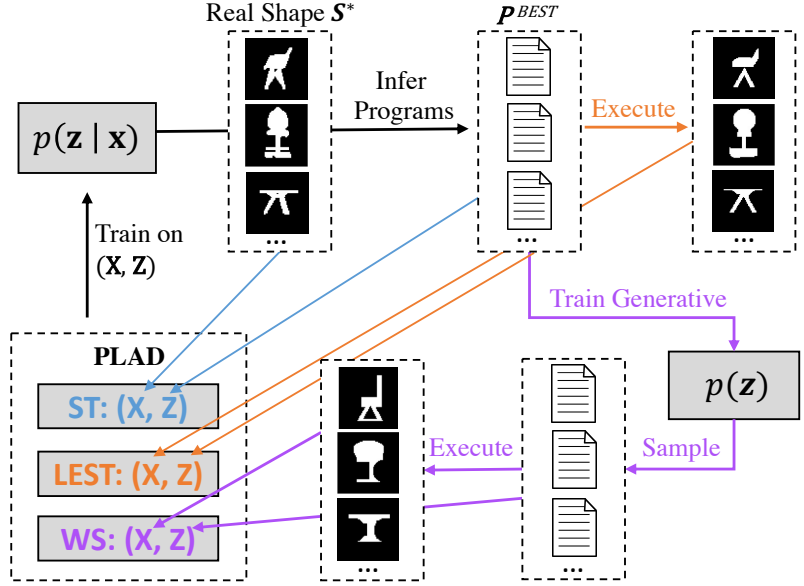 Real Shape S*
P^BEST
Infer
Programs
Execute
p(z | x)
...
...
...
Train on
(X, Z)
Train Generative
PLAD
ST: (X, Z)
LEST: (X, Z)
WS: (X, Z)
Execute
Sample
p(z)
...
...